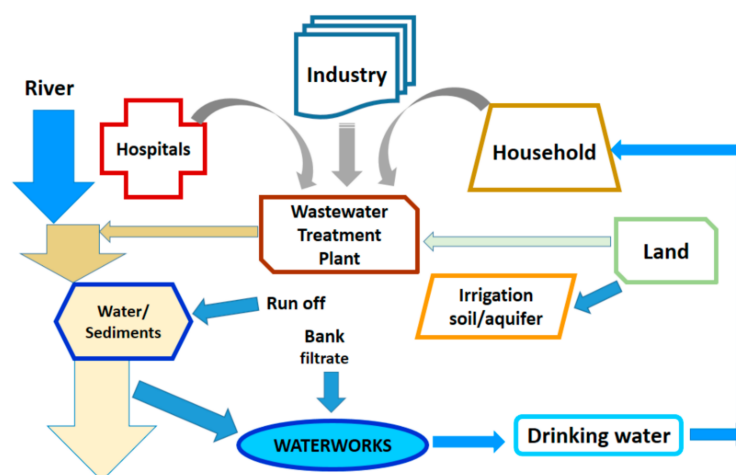 Industry
River
Hospitals
Household
Wastewater
Treatment
Plant
Land
Water/
Sediments
Run off
Irrigation
soil/aquifer
Bank
filtrate
WATERWORKS
Drinking water